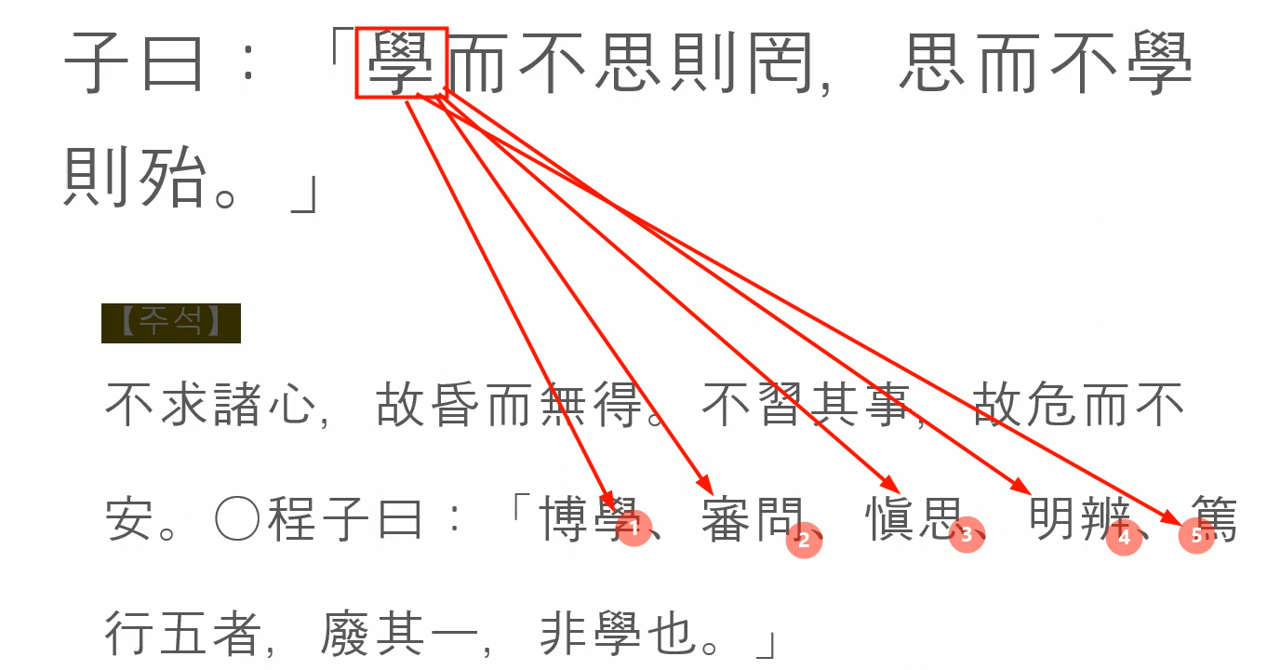 子曰：「學而不思則罔，思而不學
則殆。」
【주석】
不求諸心，故昏而無得。不習其事，故危而不
安。○程子曰：「博學、審問、愼思、明辨、篤
1 2 3 4 5
行五者，廢其一，非學也。」